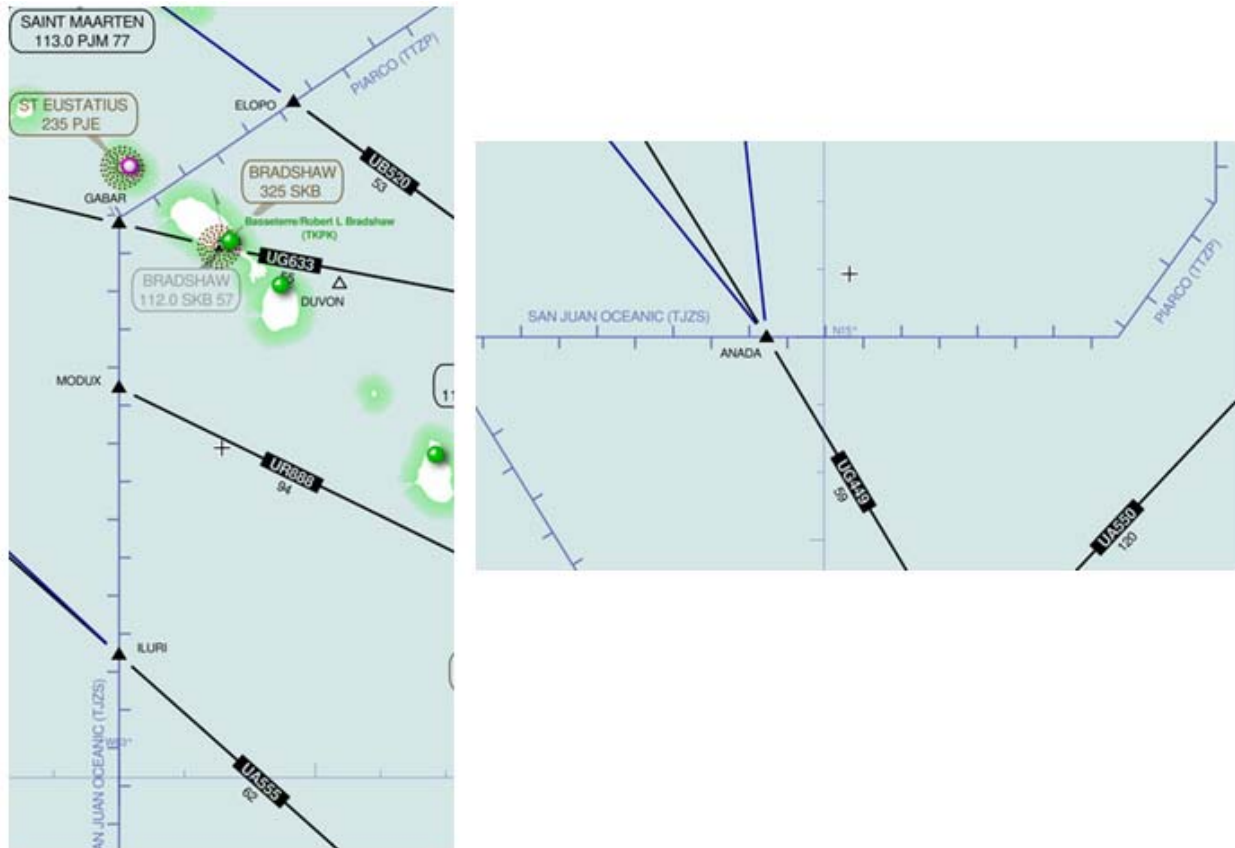 SAINT MAARTEN
113.0 PJM 77
PIARCO (TTZP)
ELOPO
ST EUSTATIUS
235 PJE
UB520
53
BRADSHAW
325 SKB
GABAR
Basseterre/Robert L Bradshaw
(TKPK)
UG633
BRADSHAW
112.0 SKB 57
DUVON
MODUX
11
UR888
94
ILURI
SAN JUAN OCEANIC (TJZS)
UA555
62
SAN JUAN OCEANIC (TJZS)
N15°
PIARCO (TTZP)
ANADA
UG449
59
UA550
120